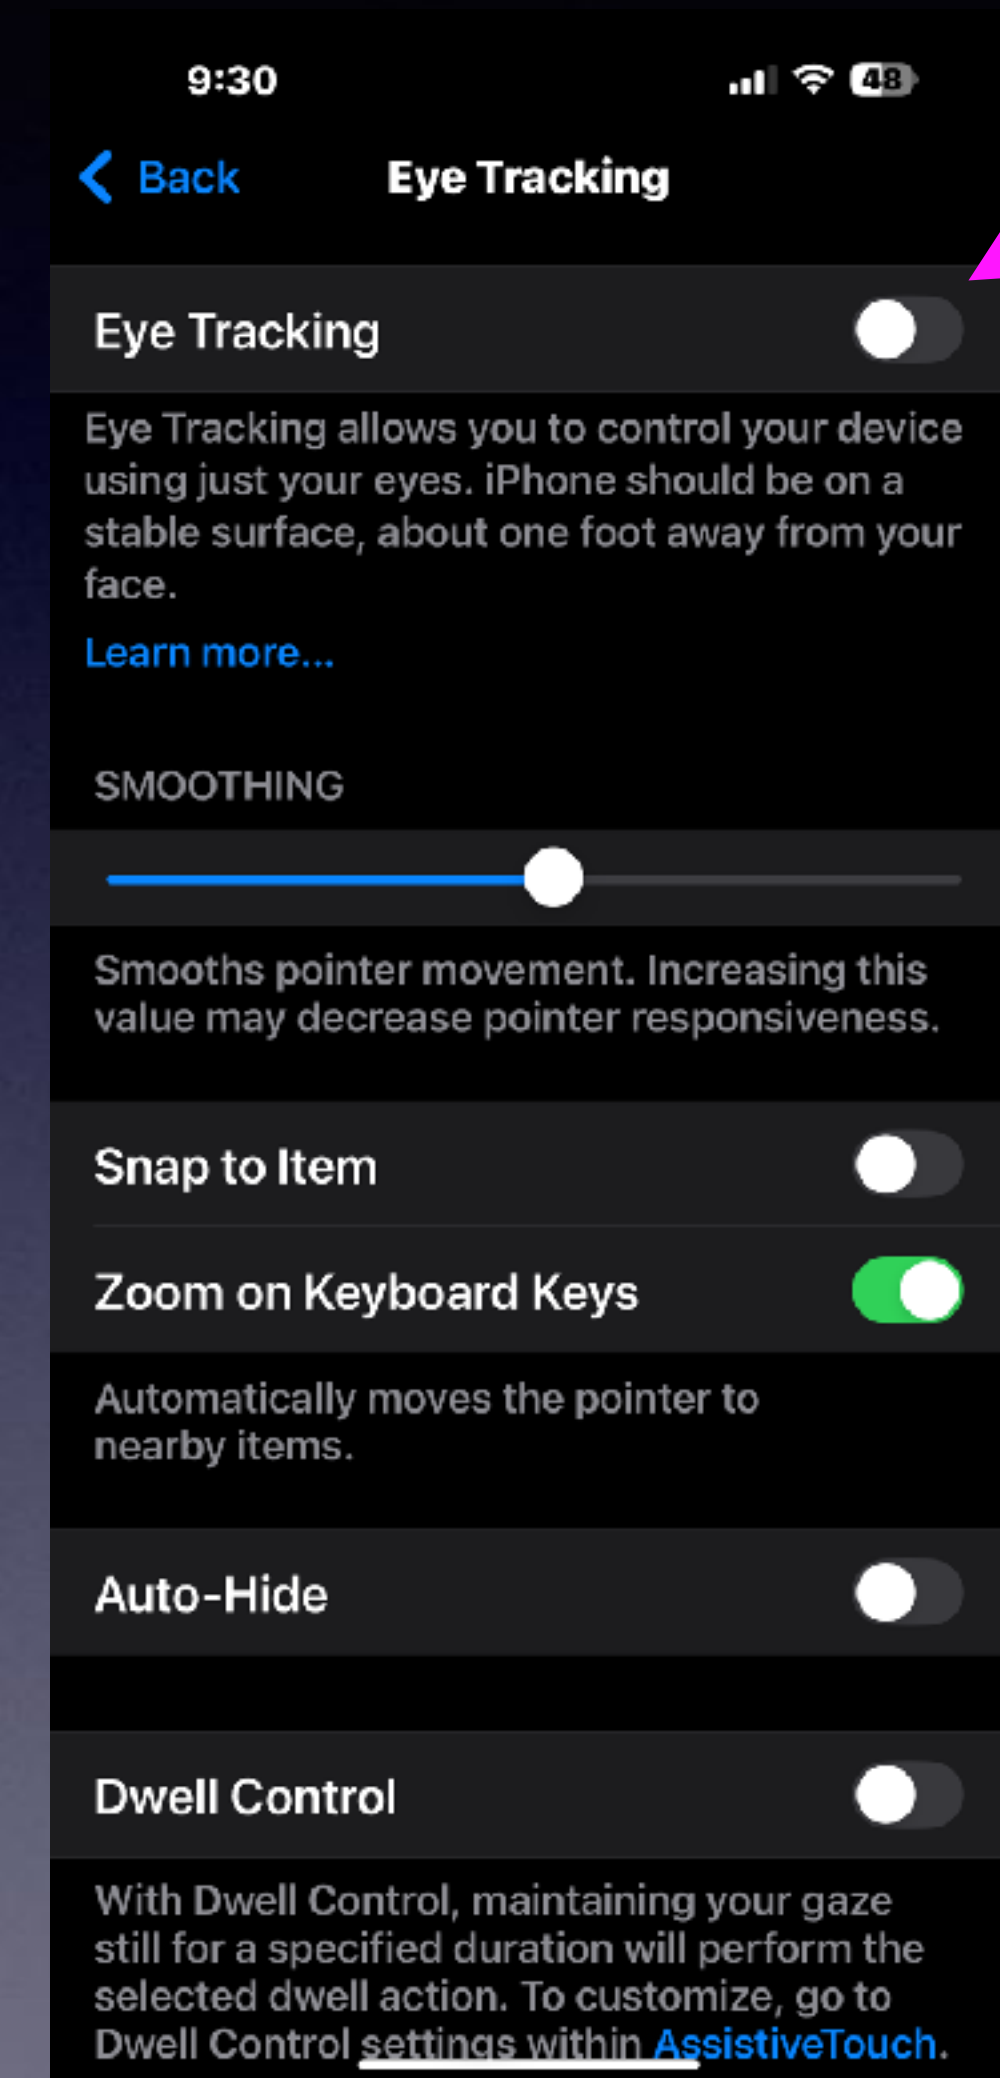 9:30
48
Back
Eye Tracking
Eye Tracking
Eye Tracking allows you to control your device
using just your eyes. iPhone should be on a
stable surface, about one foot away from your
face.
Learn more...
SMOOTHING
Smooths pointer movement. Increasing this
value may decrease pointer responsiveness.
Snap to Item
Zoom on Keyboard Keys
Automatically moves the pointer to
nearby items.
Auto-Hide
Dwell Control
With Dwell Control, maintaining your gaze
still for a specified duration will perform the
selected dwell action. To customize, go to
Dwell Control settings within AssistiveTouch.